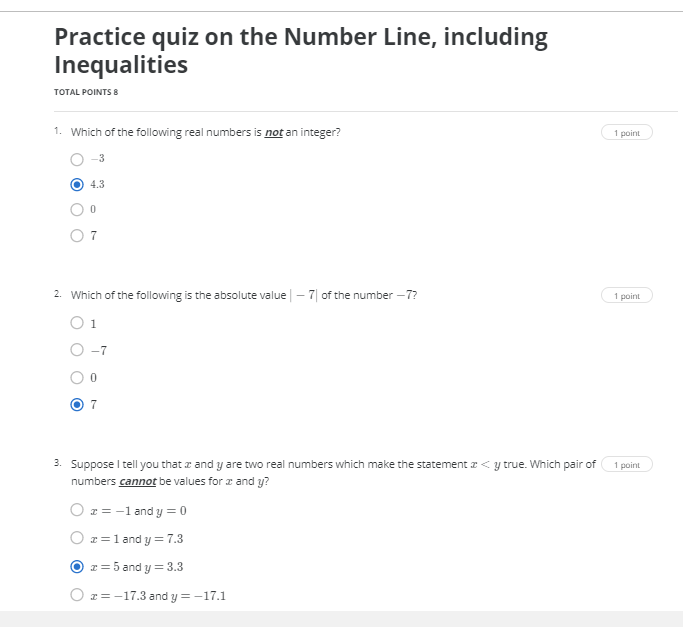 Practice quiz on the Number Line, including
Inequalities
TOTAL POINTS 8
1. Which of the following real numbers is not an integer?
1 point
−3
4.3
0
7
2. Which of the following is the absolute value | − 7| of the number −7?
1 point
1
−7
0
7
3. Suppose I tell you that x and y are two real numbers which make the statement x < y true. Which pair of
1 point
numbers cannot be values for x and y?
x = −1 and y = 0
x = 1 and y = 7.3
x = 5 and y = 3.3
x = −17.3 and y = −17.1